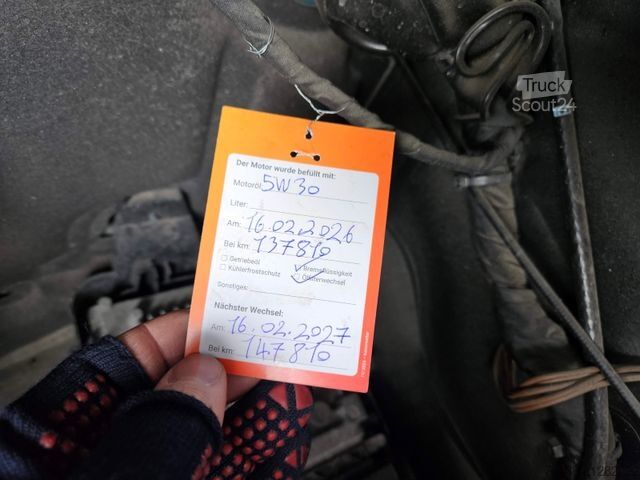 Truck
Scout24
Der Motor wurde befüllt mit:
Motoröl: 5W30
Liter:
Am: 16.02.2026
Bei km: 137810
Getriebeöl Bremsflüssigkeit
Kühlerfrostschutz Ölfilterwechsel
Sonstiges:
Nächster Wechsel:
Am: 16.02.2027
Bei km: 147810